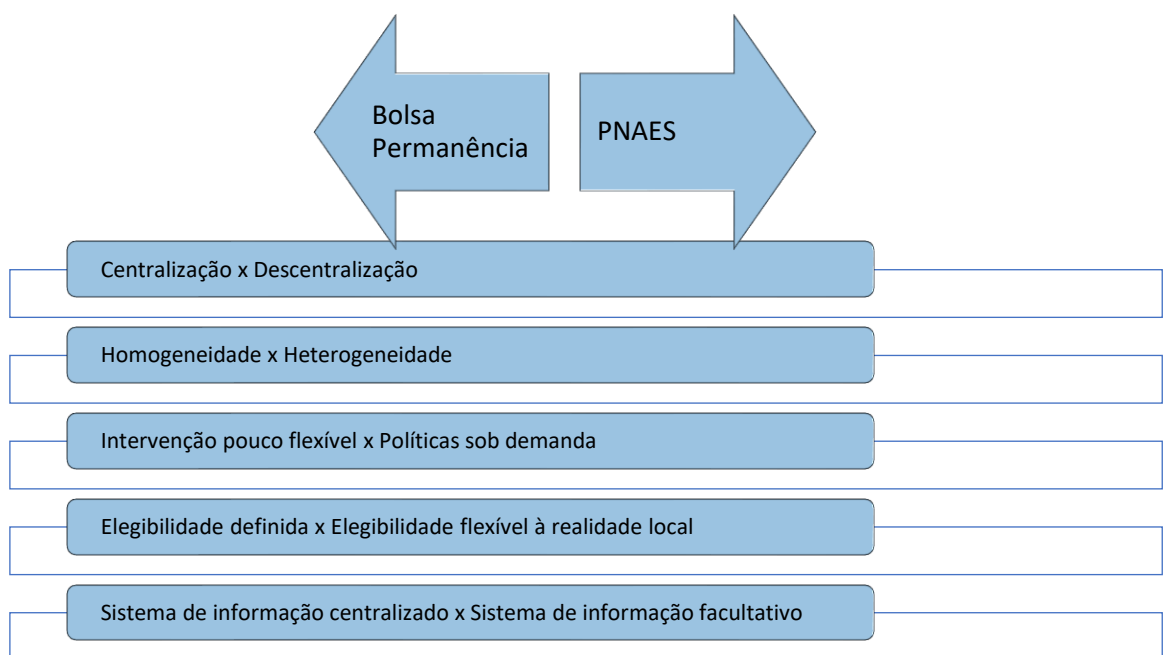 Bolsa
Permanência
PNAES
Centralização x Descentralização
Homogeneidade x Heterogeneidade
Intervenção pouco flexível x Políticas sob demanda
Elegibilidade definida x Elegibilidade flexível à realidade local
Sistema de informação centralizado x Sistema de informação facultativo